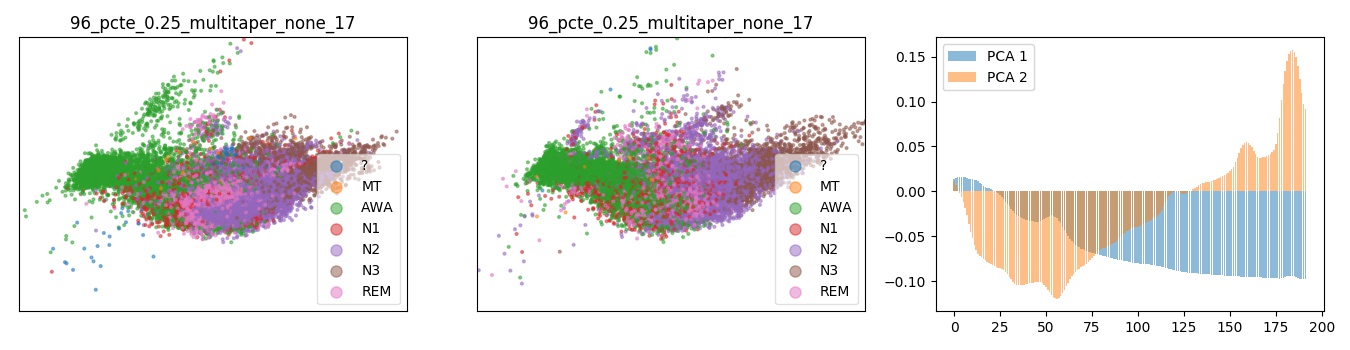 96_pcte_0.25_multitaper_none_17
?
MT
AWA
N1
N2
N3
REM
96_pcte_0.25_multitaper_none_17
?
MT
AWA
N1
N2
N3
REM
PCA 1
PCA 2
0.15
0.10
0.05
0.00
−0.05
−0.10
0 25 50 75 100 125 150 175 200